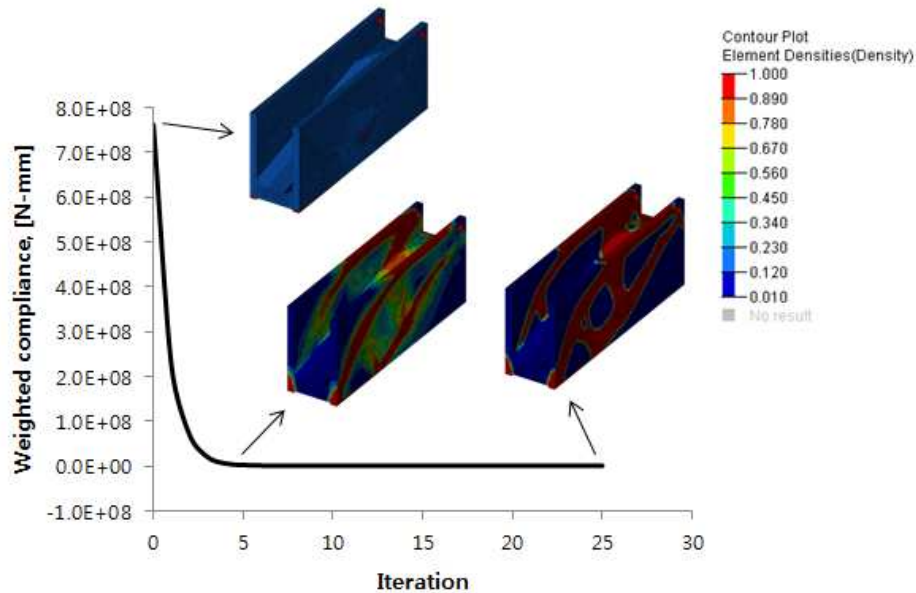 Contour Plot
Element Densities(Density)
1.000
0.890
0.780
0.670
0.560
0.450
0.340
0.230
0.120
0.010
No result
Weighted compliance, [N-mm]
8.0E+08
7.0E+08
6.0E+08
5.0E+08
4.0E+08
3.0E+08
2.0E+08
1.0E+08
0.0E+00
-1.0E+08
0 5 10 15 20 25 30
Iteration